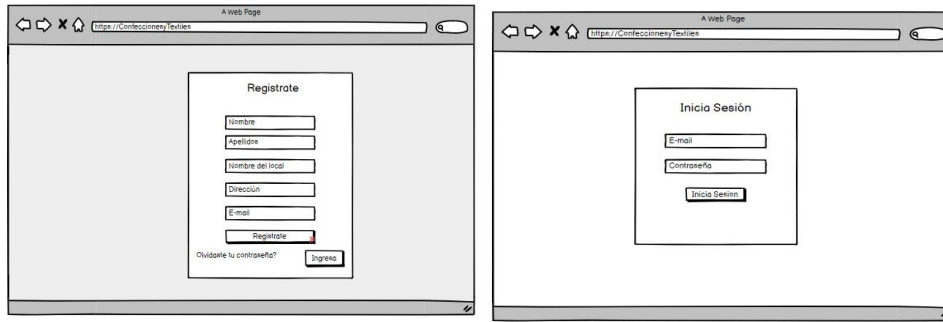 A Web Page
https://ConfeccionesyTextiles
Registrate
Nombre
Apellidos
Nombre del local
Dirección
E-mail
Registrate
Olvidaste tu contraseña?
Ingresa
A Web Page
https://ConfeccionesyTextiles
Inicia Sesión
E-mail
Contraseña
Inicia Sesion